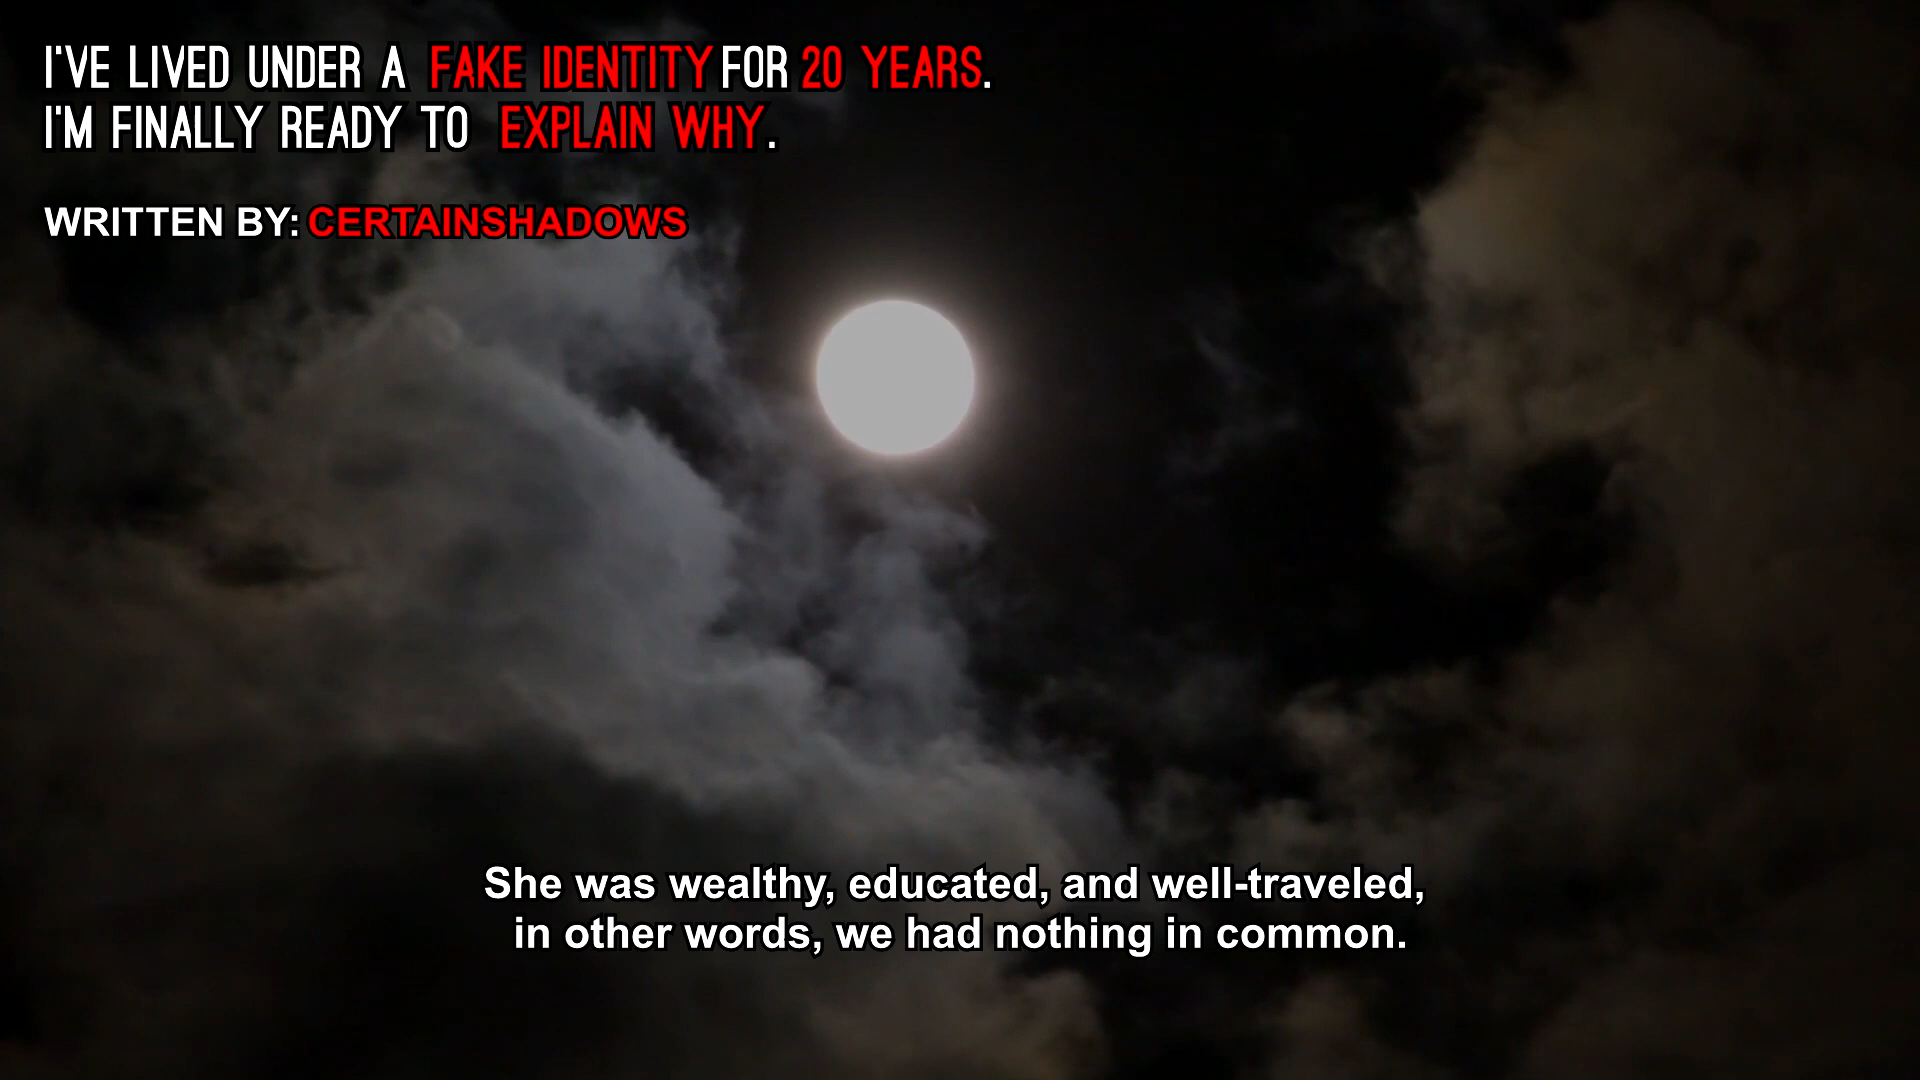 I'VE LIVED UNDER A FAKE IDENTITY FOR 20 YEARS.
I'M FINALLY READY TO EXPLAIN WHY.
WRITTEN BY: CERTAINSHADOWS
She was wealthy, educated, and well-traveled,
in other words, we had nothing in common.